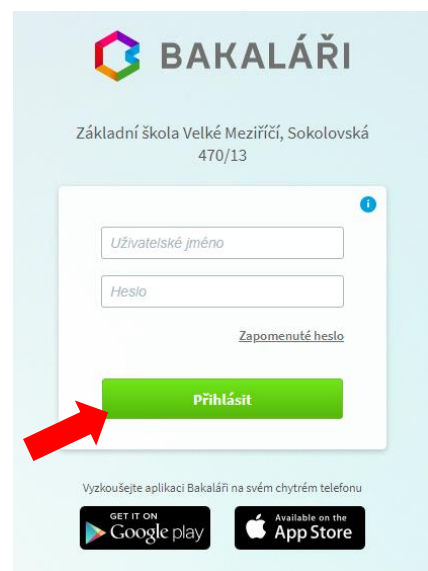 BAKALÁŘI
Základní škola Velké Meziříčí, Sokolovská
470/13
i
Uživatelské jméno
Heslo
Zapomenuté heslo
Přihlásit
Vyzkoušejte aplikaci Bakaláři na svém chytrém telefonu
GET IT ON
Google play
Available on the
App Store